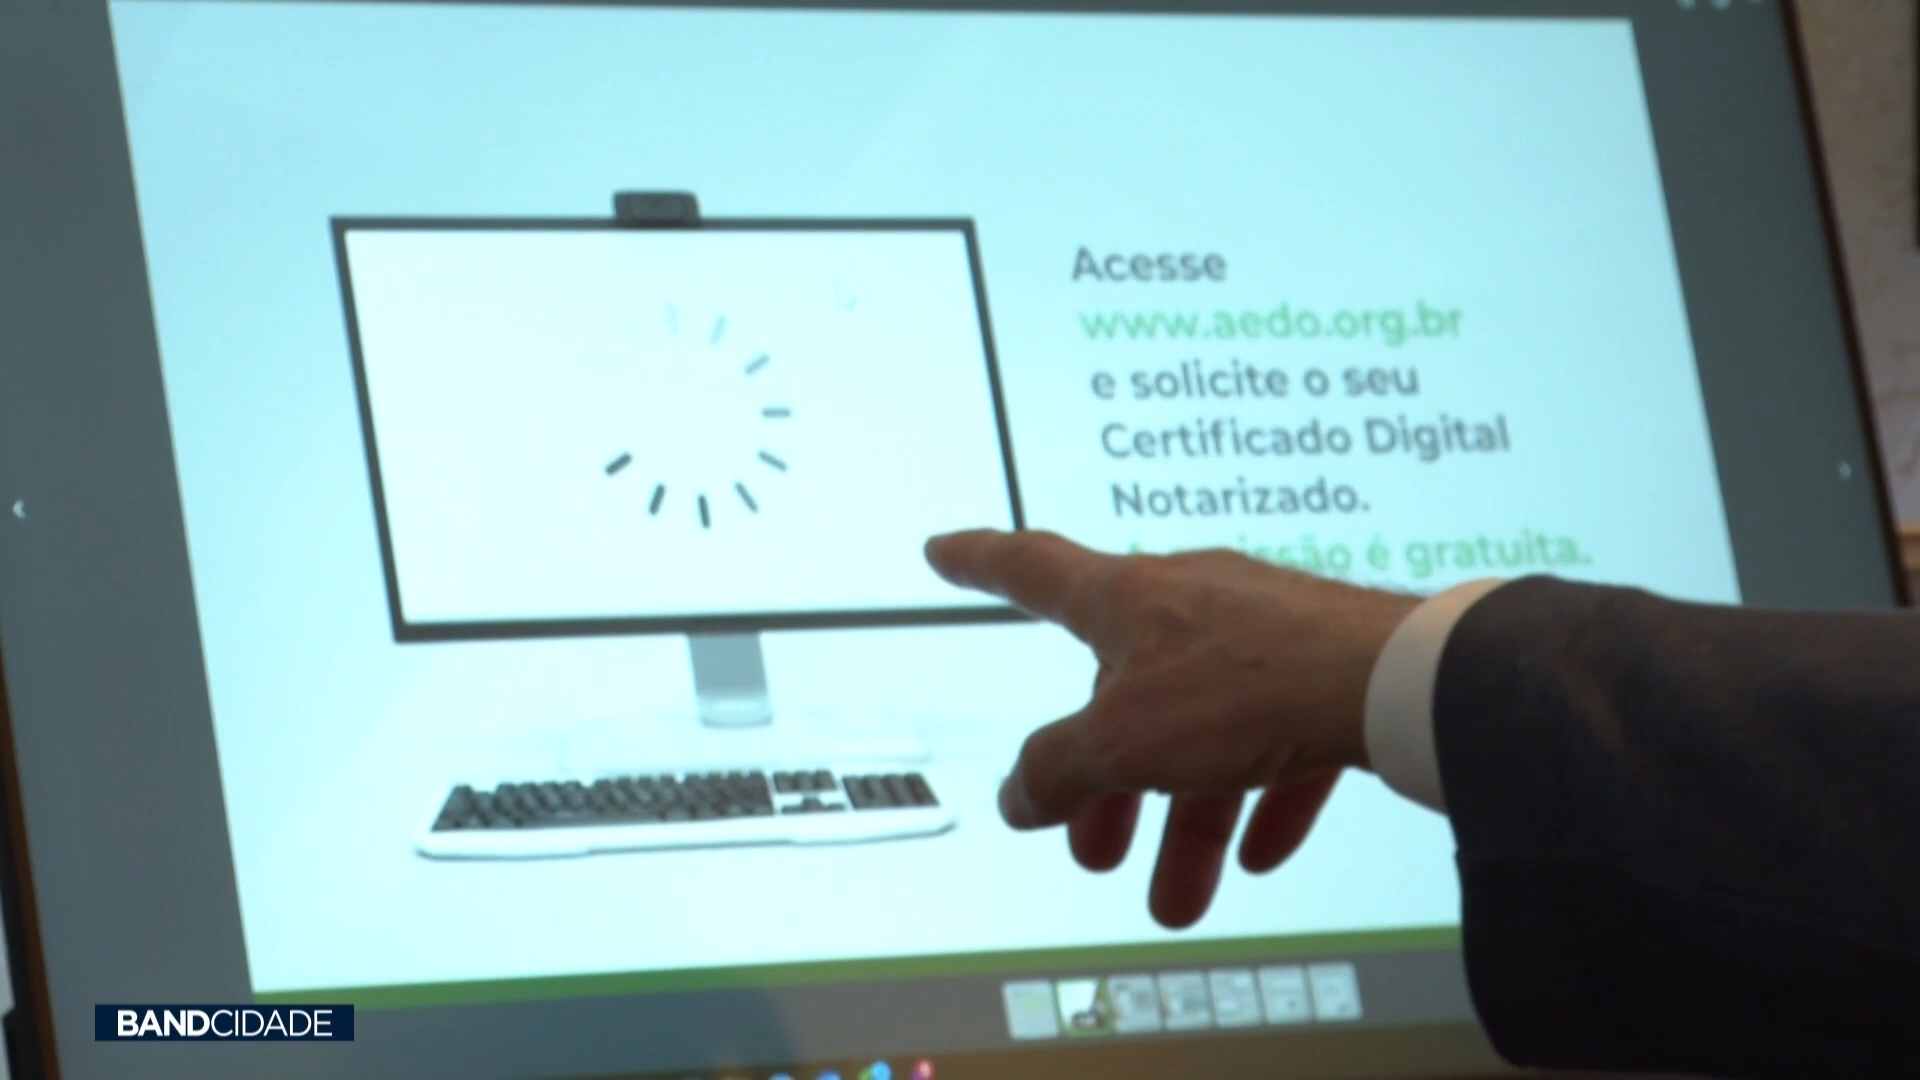 Acesse
www.aedo.org.br
e solicite o seu
Certificado Digital
Notarizado.
é gratuita.
BANDCIDADE